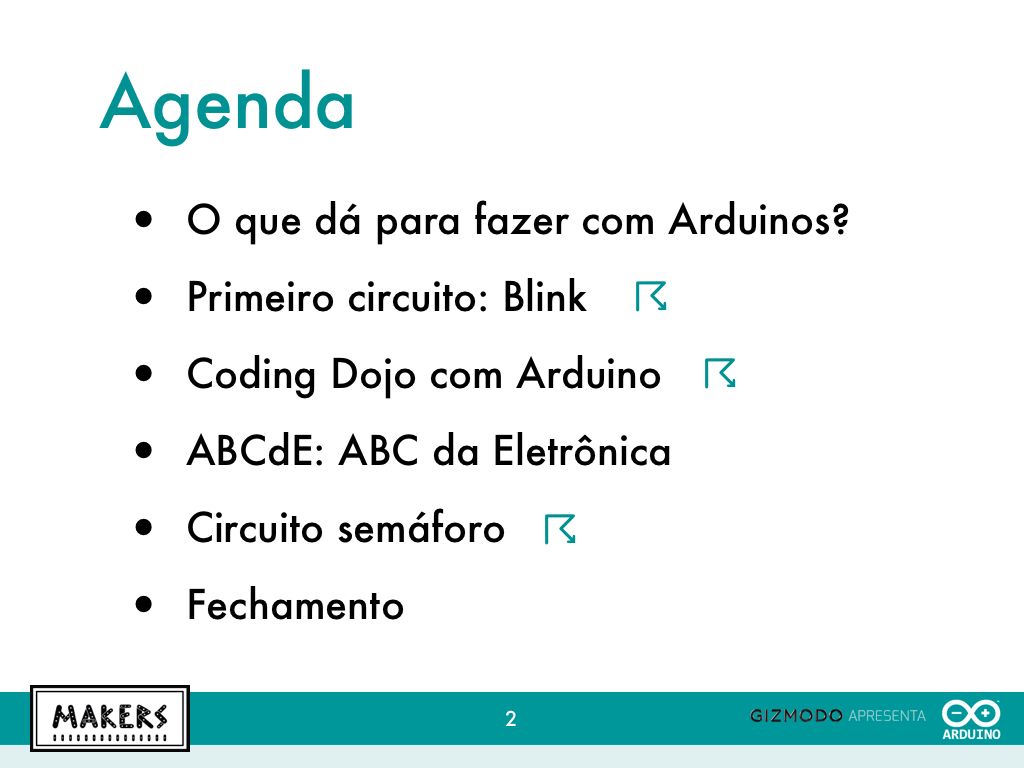 Agenda
• O que dá para fazer com Arduinos?
• Primeiro circuito: Blink
• Coding Dojo com Arduino
• ABCdE: ABC da Eletrônica
• Circuito semáforo
• Fechamento
MAKERS
2
GIZMODO APRESENTA
ARDUINO